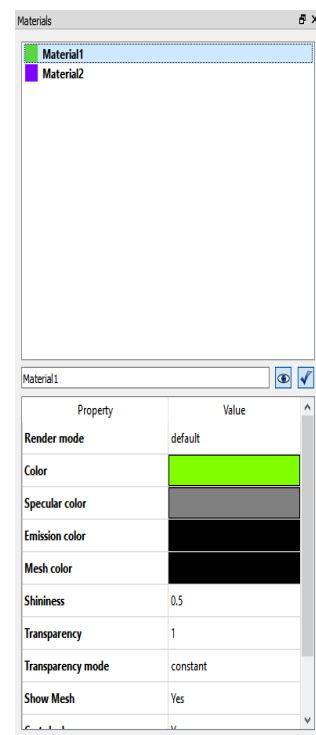 Materials
Material1
Material2
Material1
Property Value
Render mode default
Color
Specular color
Emission color
Mesh color
Shininess 0.5
Transparency 1
Transparency mode constant
Show Mesh Yes